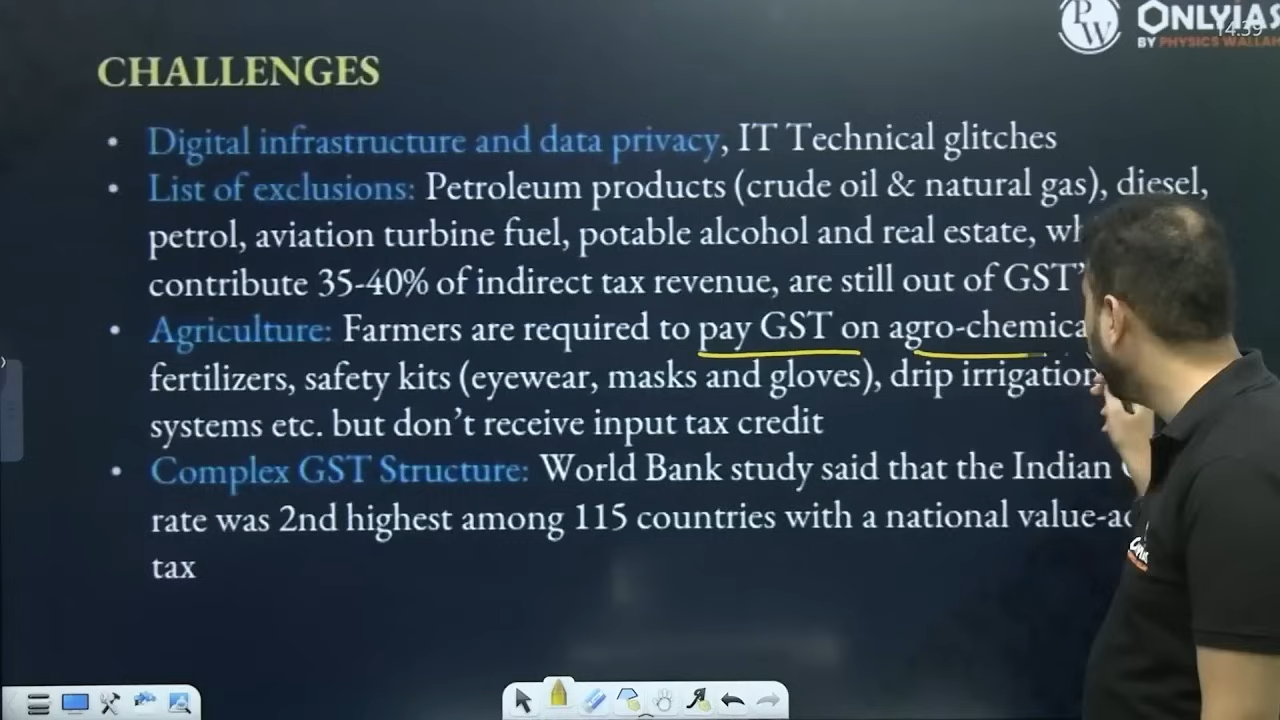 PW ONLYIAS
14:39
BY PHYSICS WALLAH
CHALLENGES
• Digital infrastructure and data privacy, IT Technical glitches
• List of exclusions: Petroleum products (crude oil & natural gas), diesel,
petrol, aviation turbine fuel, potable alcohol and real estate,
contribute 35-40% of indirect tax revenue, are still out of GST'
• Agriculture: Farmers are required to pay GST on
fertilizers, safety kits (eyewear, masks and gloves), drip irrigation
systems etc. but don't receive input tax credit
• Complex GST Structure: World Bank study said that the Indian
rate was 2nd highest among 115 countries with a national
tax